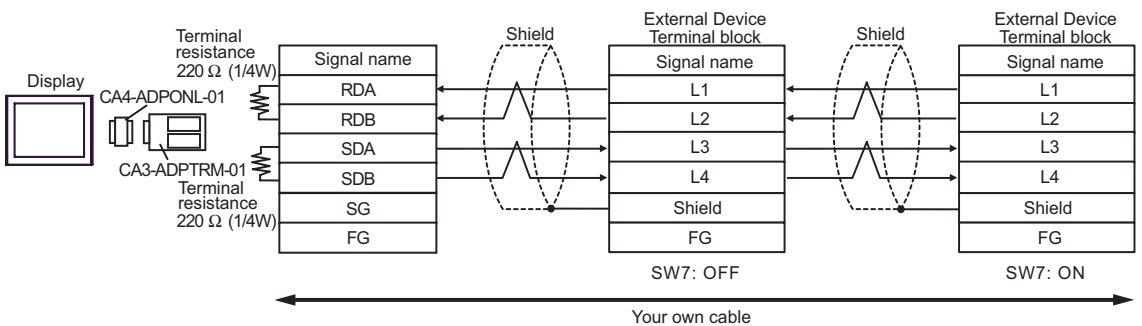 Display
CA4-ADPONL-01
CA3-ADPTRM-01
Terminal
resistance
220 Ω (1/4W)
Terminal
resistance
220 Ω (1/4W)
Signal name
RDA
RDB
SDA
SDB
SG
FG
Shield
External Device
Terminal block
Signal name
L1
L2
L3
L4
Shield
FG
SW7: OFF
Shield
External Device
Terminal block
Signal name
L1
L2
L3
L4
Shield
FG
SW7: ON
Your own cable